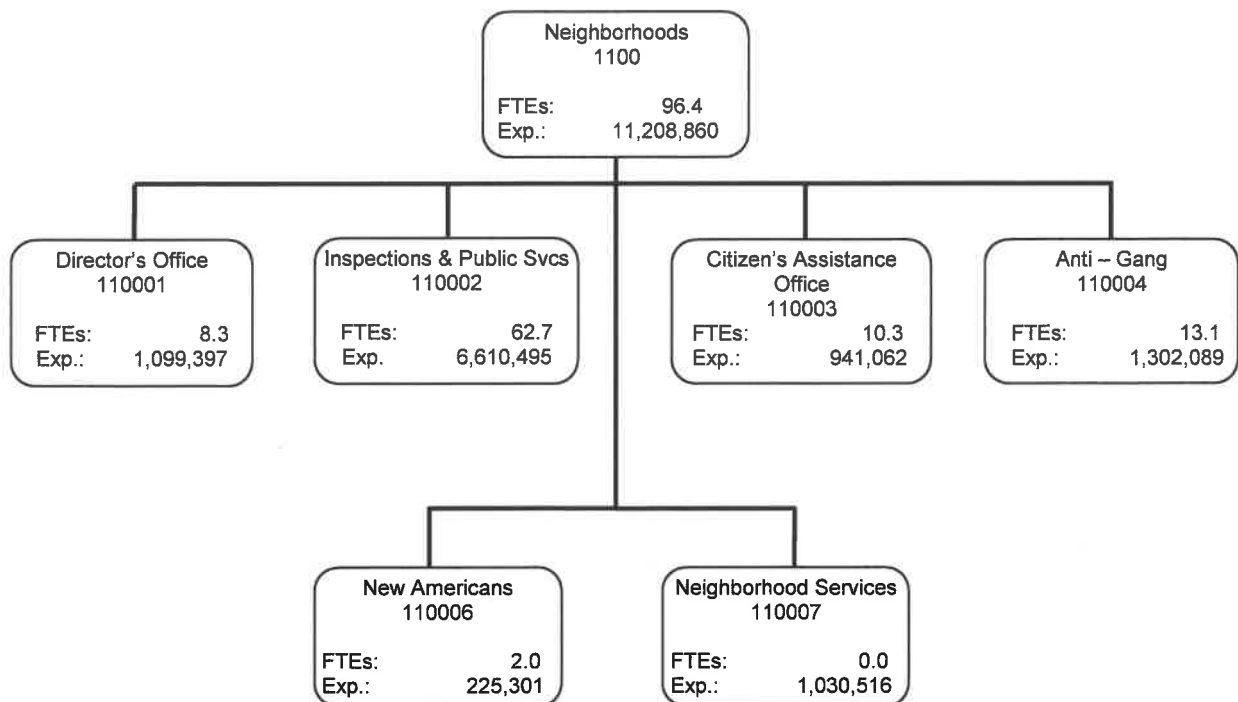 Neighborhoods
1100
FTEs: 96.4
Exp.: 11,208,860
Director's Office
110001
FTEs: 8.3
Exp.: 1,099,397
Inspections & Public Svcs
110002
FTEs: 62.7
Exp. 6,610,495
Citizen's Assistance
Office
110003
FTEs: 10.3
Exp.: 941,062
Anti – Gang
110004
FTEs: 13.1
Exp.: 1,302,089
New Americans
110006
FTEs: 2.0
Exp.: 225,301
Neighborhood Services
110007
FTEs: 0.0
Exp.: 1,030,516